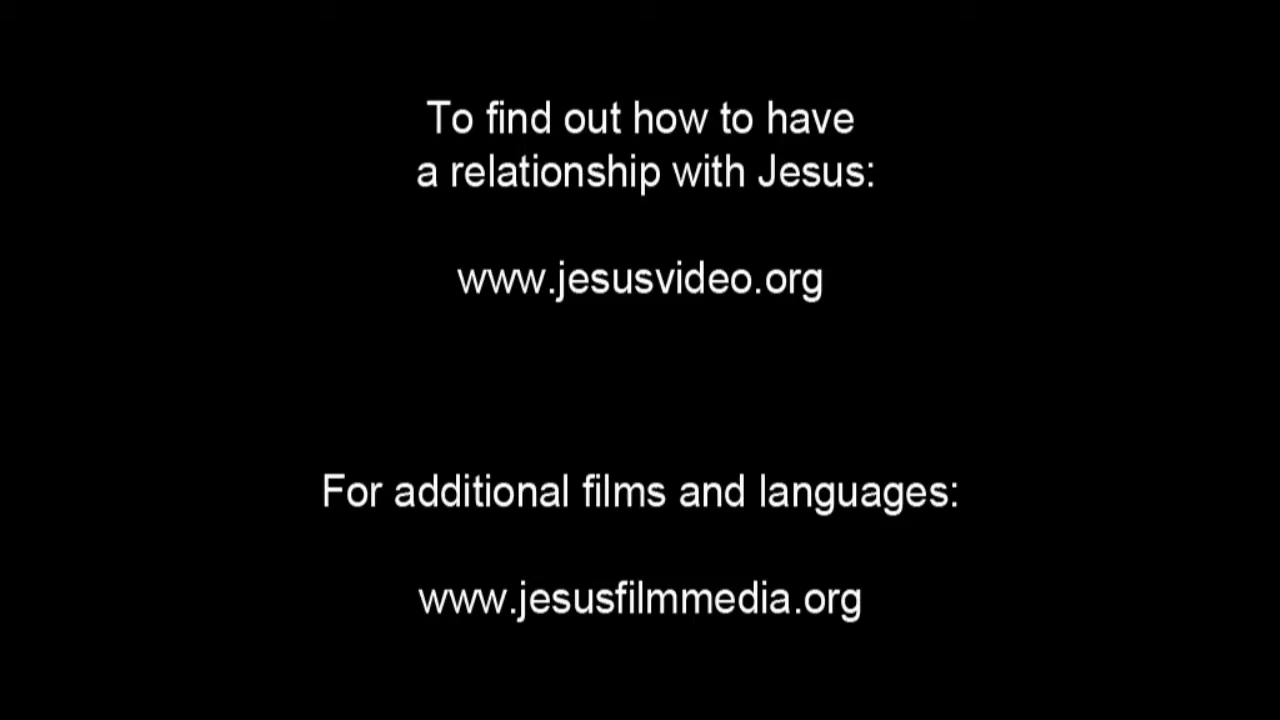 To find out how to have
a relationship with Jesus:
www.jesusvideo.org
For additional films and languages:
www.jesusfilmmedia.org